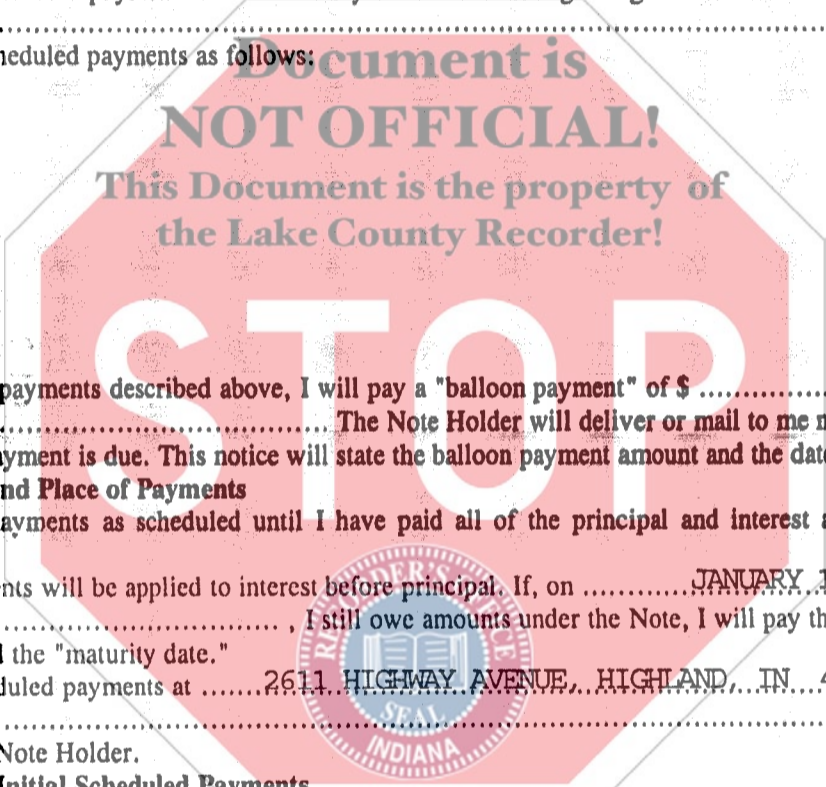 heduled payments as follows:
Document is
NOT OFFICIAL!
This Document is the property of
the Lake County Recorder!
STOP
payments described above, I will pay a "balloon payment" of $ ..............
.................................. The Note Holder will deliver or mail to me
ayment is due. This notice will state the balloon payment amount and the date
nd Place of Payments
ayments as scheduled until I have paid all of the principal and interest
nts will be applied to interest before principal. If, on ................JANUARY 1
.................................. , I still owe amounts under the Note, I will pay th
the "maturity date."
duled payments at .......2611 HIGHWAY AVENUE, HIGHLAND, IN
Note Holder.
Initial Scheduled Payments
RECORDER'S OFFICE
SEAL
INDIANA